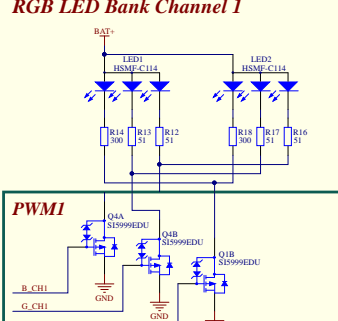 RGB LED Bank Channel 1
BAT+
LED1
HSMF-C114
LED2
HSMF-C114
R14
300
R13
51
R12
51
R18
300
R17
51
R16
51
PWM1
Q4A
SI5999EDU
Q4B
SI5999EDU
Q1B
SI5999EDU
B_CH1
GND
G_CH1
GND